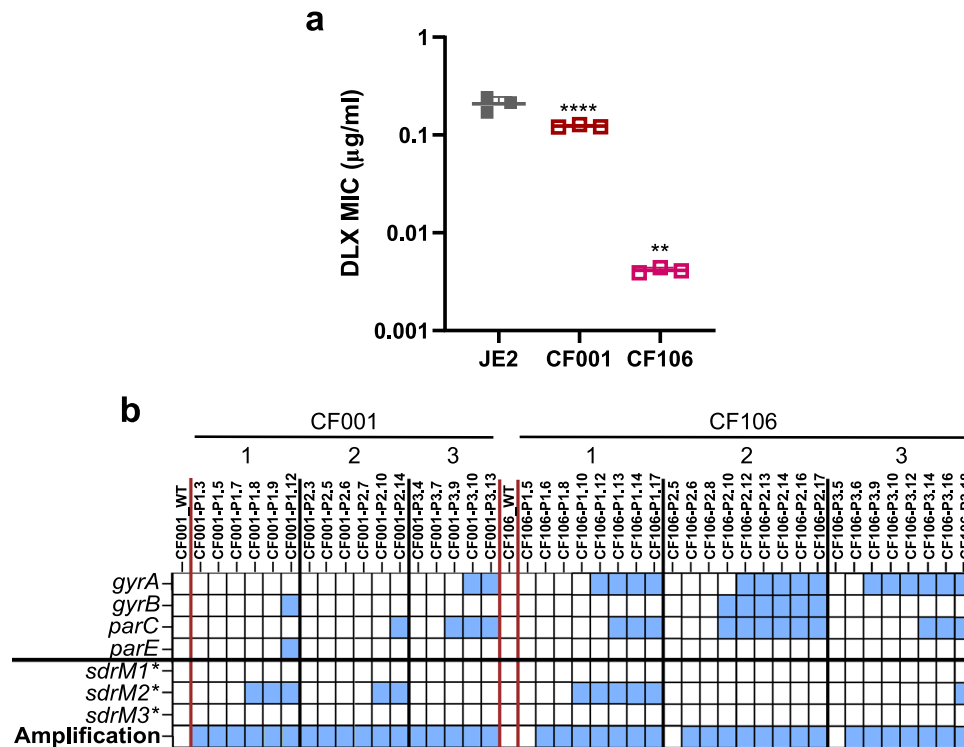 a
DLX MIC (μg/ml)
1
0.1
0.01
0.001
****
**
JE2 CF001 CF106
b
CF001 CF106
1 2 3 1 2 3
CF001_WT
CF001-P1.3
CF001-P1.5
CF001-P1.7
CF001-P1.8
CF001-P1.9
CF001-P1.12
CF001-P2.3
CF001-P2.5
CF001-P2.6
CF001-P2.7
CF001-P2.10
CF001-P2.14
CF001-P3.4
CF001-P3.7
CF001-P3.9
CF001-P3.10
CF001-P3.13
CF106_WT
CF106-P1.5
CF106-P1.6
CF106-P1.8
CF106-P1.10
CF106-P1.12
CF106-P1.13
CF106-P1.14
CF106-P1.17
CF106-P2.5
CF106-P2.6
CF106-P2.8
CF106-P2.10
CF106-P2.12
CF106-P2.13
CF106-P2.14
CF106-P2.16
CF106-P2.17
CF106-P3.5
CF106-P3.6
CF106-P3.9
CF106-P3.10
CF106-P3.12
CF106-P3.14
CF106-P3.16
gyrA
gyrB
parC
parE
sdrM1*
sdrM2*
sdrM3*
Amplification